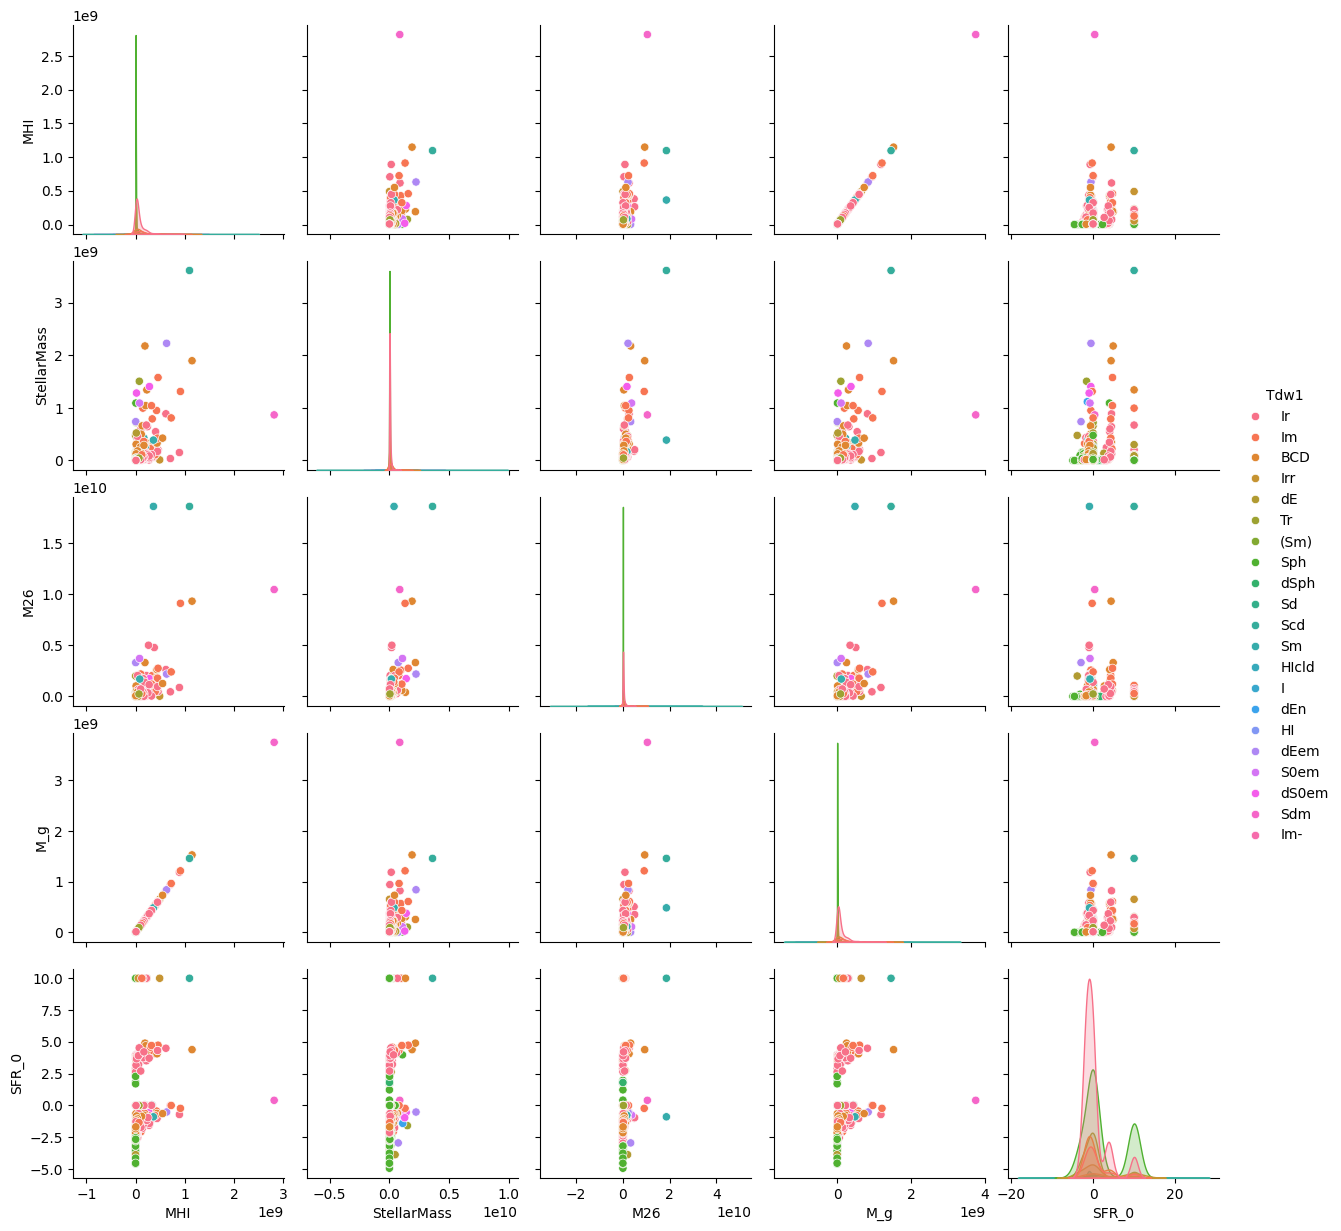 1e9
2.5
2.0
1.5
1.0
0.5
0.0
MHI
1e9
3
2
1
0
StellarMass
1e10
1.5
1.0
0.5
0.0
M26
1e9
3
2
1
0
M_g
10.0
7.5
5.0
2.5
0.0
−2.5
−5.0
SFR_0
−1 0 1 2 3
MHI
1e9
−0.5 0.0 0.5 1.0
StellarMass
1e10
−2 0 2 4
M26
1e10
0 2 4
M_g
1e9
−20 0 20
SFR_0
Tdw1
Ir
Im
BCD
Irr
dE
Tr
(Sm)
Sph
dSph
Sd
Scd
Sm
HIcld
I
dEn
HI
dEem
S0em
dS0em
Sdm
Im-